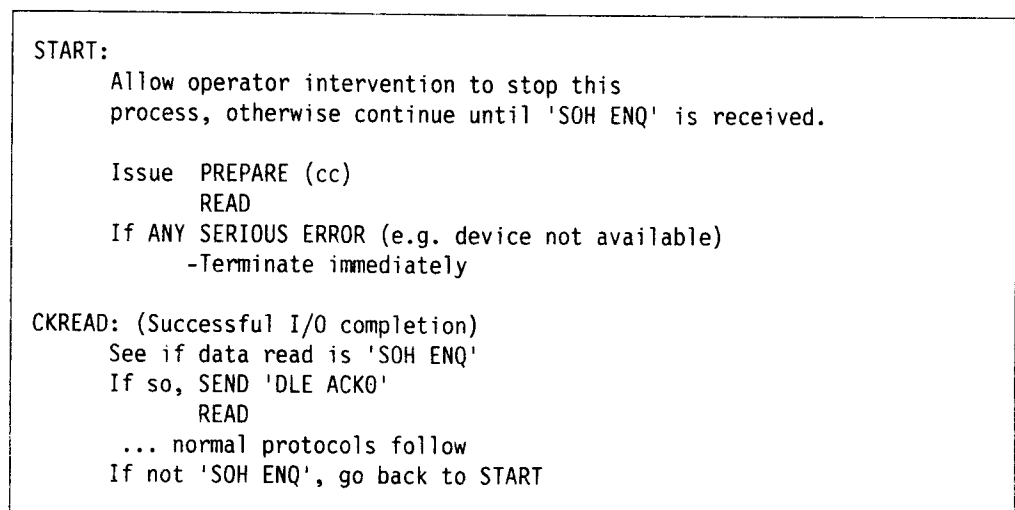 START:
Allow operator intervention to stop this
process, otherwise continue until 'SOH ENQ' is received.
Issue PREPARE (cc)
READ
If ANY SERIOUS ERROR (e.g. device not available)
-Terminate immediately
CKREAD: (Successful I/O completion)
See if data read is 'SOH ENQ'
If so, SEND 'DLE ACK0'
READ
... normal protocols follow
If not 'SOH ENQ', go back to START